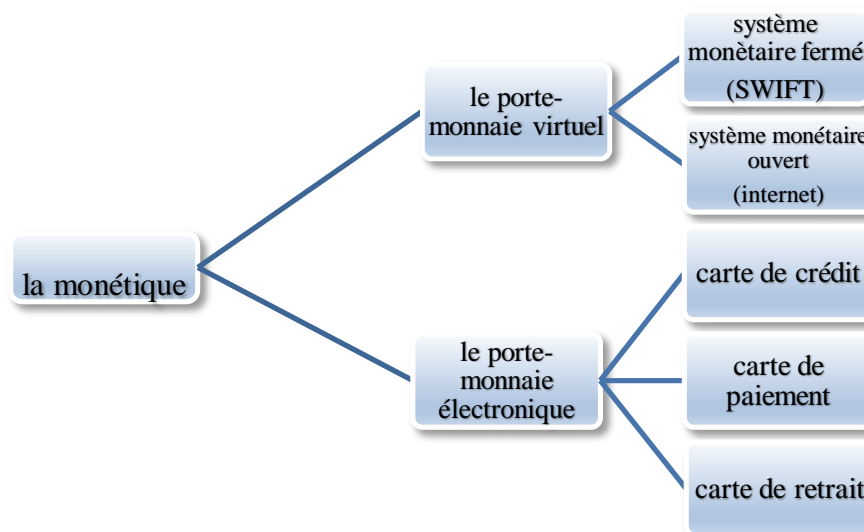 système
monètaire fermé
(SWIFT)
le porte-
monnaie virtuel
système monétaire
ouvert
(internet)
la monétique
carte de crédit
le porte-
monnaie
électronique
carte de
paiement
carte de retrait